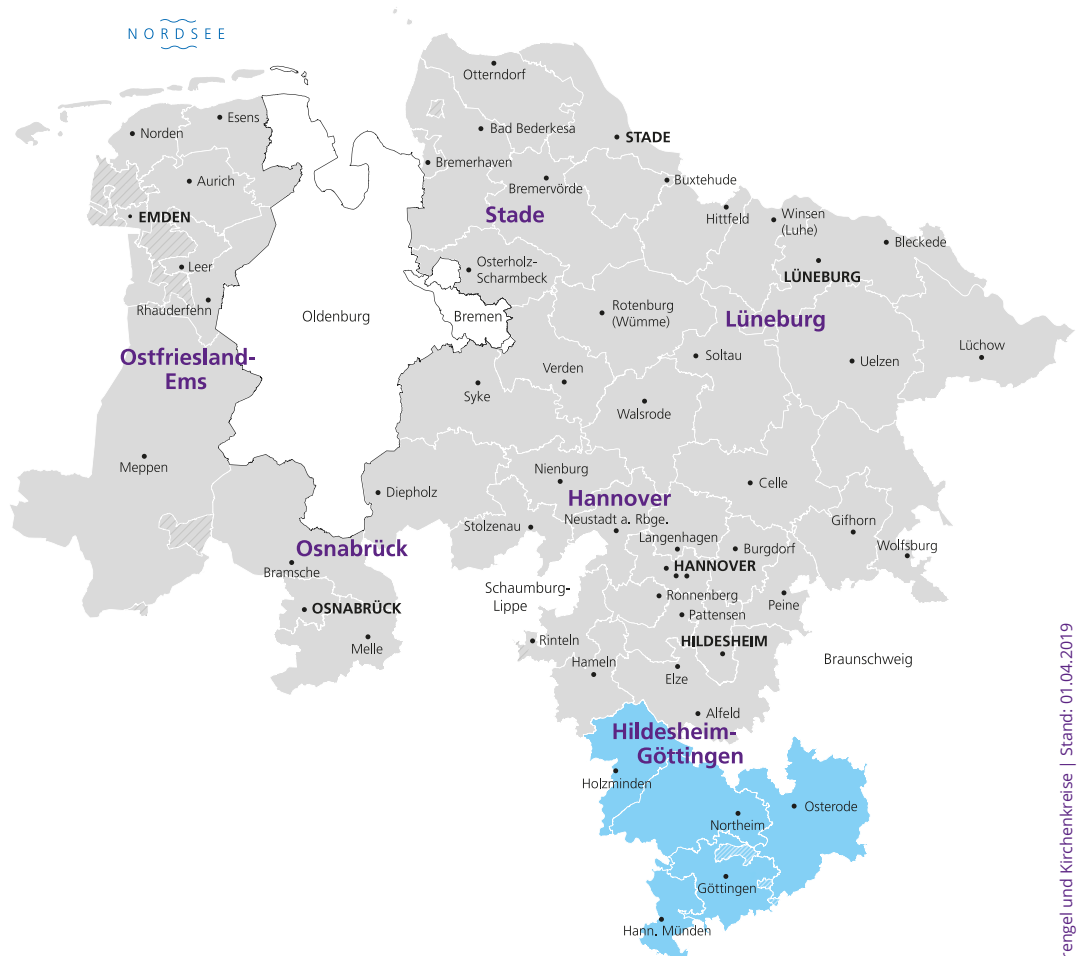 NORDSEE
Otterndorf
Esens
Norden
Bad Bederkesa
STADE
Bremerhaven
Aurich
Bremervörde
Buxtehude
Stade
EMDEN
Hittfeld
Winsen
(Luhe)
Bleckede
Leer
Osterholz-
Scharmbeck
LÜNEBURG
Rhauderfehn
Oldenburg
Bremen
Rotenburg
(Wümme)
Lüneburg
Ostfriesland-
Ems
Soltau
Uelzen
Lüchow
Verden
Syke
Walsrode
Meppen
Nienburg
Diepholz
Celle
Hannover
Stolzenau
Neustadt a. Rbge.
Gifhorn
Langenhagen
Osnabrück
Burgdorf
Wolfsburg
Bramsche
HANNOVER
Schaumburg-
Lippe
Ronnenberg
Peine
OSNABRÜCK
Pattensen
Melle
Rinteln
HILDESHEIM
Hameln
Elze
Braunschweig
Alfeld
Hildesheim-
Göttingen
Holzminden
Osterode
Northeim
Göttingen
Hann. Münden
rengel und Kirchenkreise | Stand: 01.04.2019